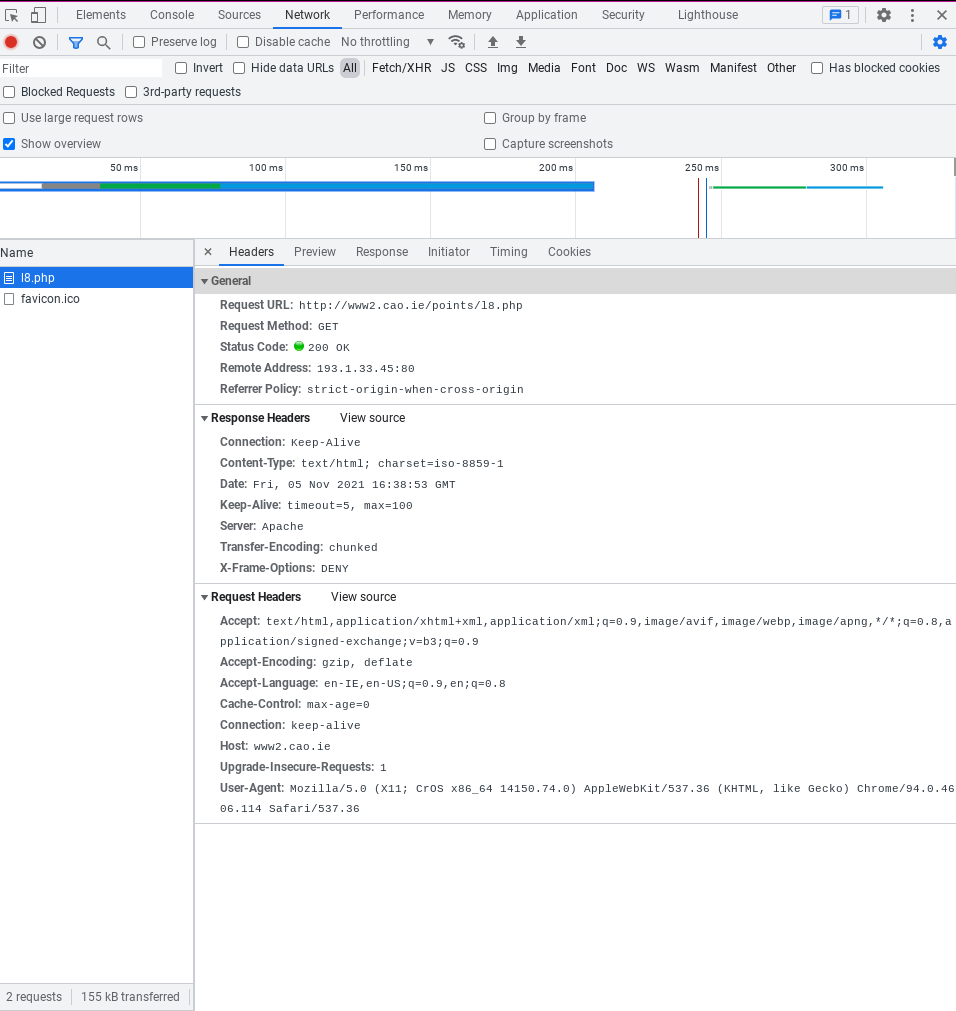 Elements Console Sources Network Performance Memory Application Security Lighthouse 1
Preserve log Disable cache No throttling
Filter Invert Hide data URLs All Fetch/XHR JS CSS Img Media Font Doc WS Wasm Manifest Other Has blocked cookies
Blocked Requests 3rd-party requests
Use large request rows Group by frame
Show overview Capture screenshots
50 ms 100 ms 150 ms 200 ms 250 ms 300 ms
Name
l8.php
favicon.ico
Headers Preview Response Initiator Timing Cookies
General
Request URL: http://www2.cao.ie/points/l8.php
Request Method: GET
Status Code: 200 OK
Remote Address: 193.1.33.45:80
Referrer Policy: strict-origin-when-cross-origin
Response Headers View source
Connection: Keep-Alive
Content-Type: text/html; charset=iso-8859-1
Date: Fri, 05 Nov 2021 16:38:53 GMT
Keep-Alive: timeout=5, max=100
Server: Apache
Transfer-Encoding: chunked
X-Frame-Options: DENY
Request Headers View source
Accept: text/html,application/xhtml+xml,application/xml;q=0.9,image/avif,image/webp,image/apng,*/*;q=0.8,a
pplication/signed-exchange;v=b3;q=0.9
Accept-Encoding: gzip, deflate
Accept-Language: en-IE,en-US;q=0.9,en;q=0.8
Cache-Control: max-age=0
Connection: keep-alive
Host: www2.cao.ie
Upgrade-Insecure-Requests: 1
User-Agent: Mozilla/5.0 (X11; CrOS x86_64 14150.74.0) AppleWebKit/537.36 (KHTML, like Gecko) Chrome/94.0.46
06.114 Safari/537.36
2 requests 155 kB transferred